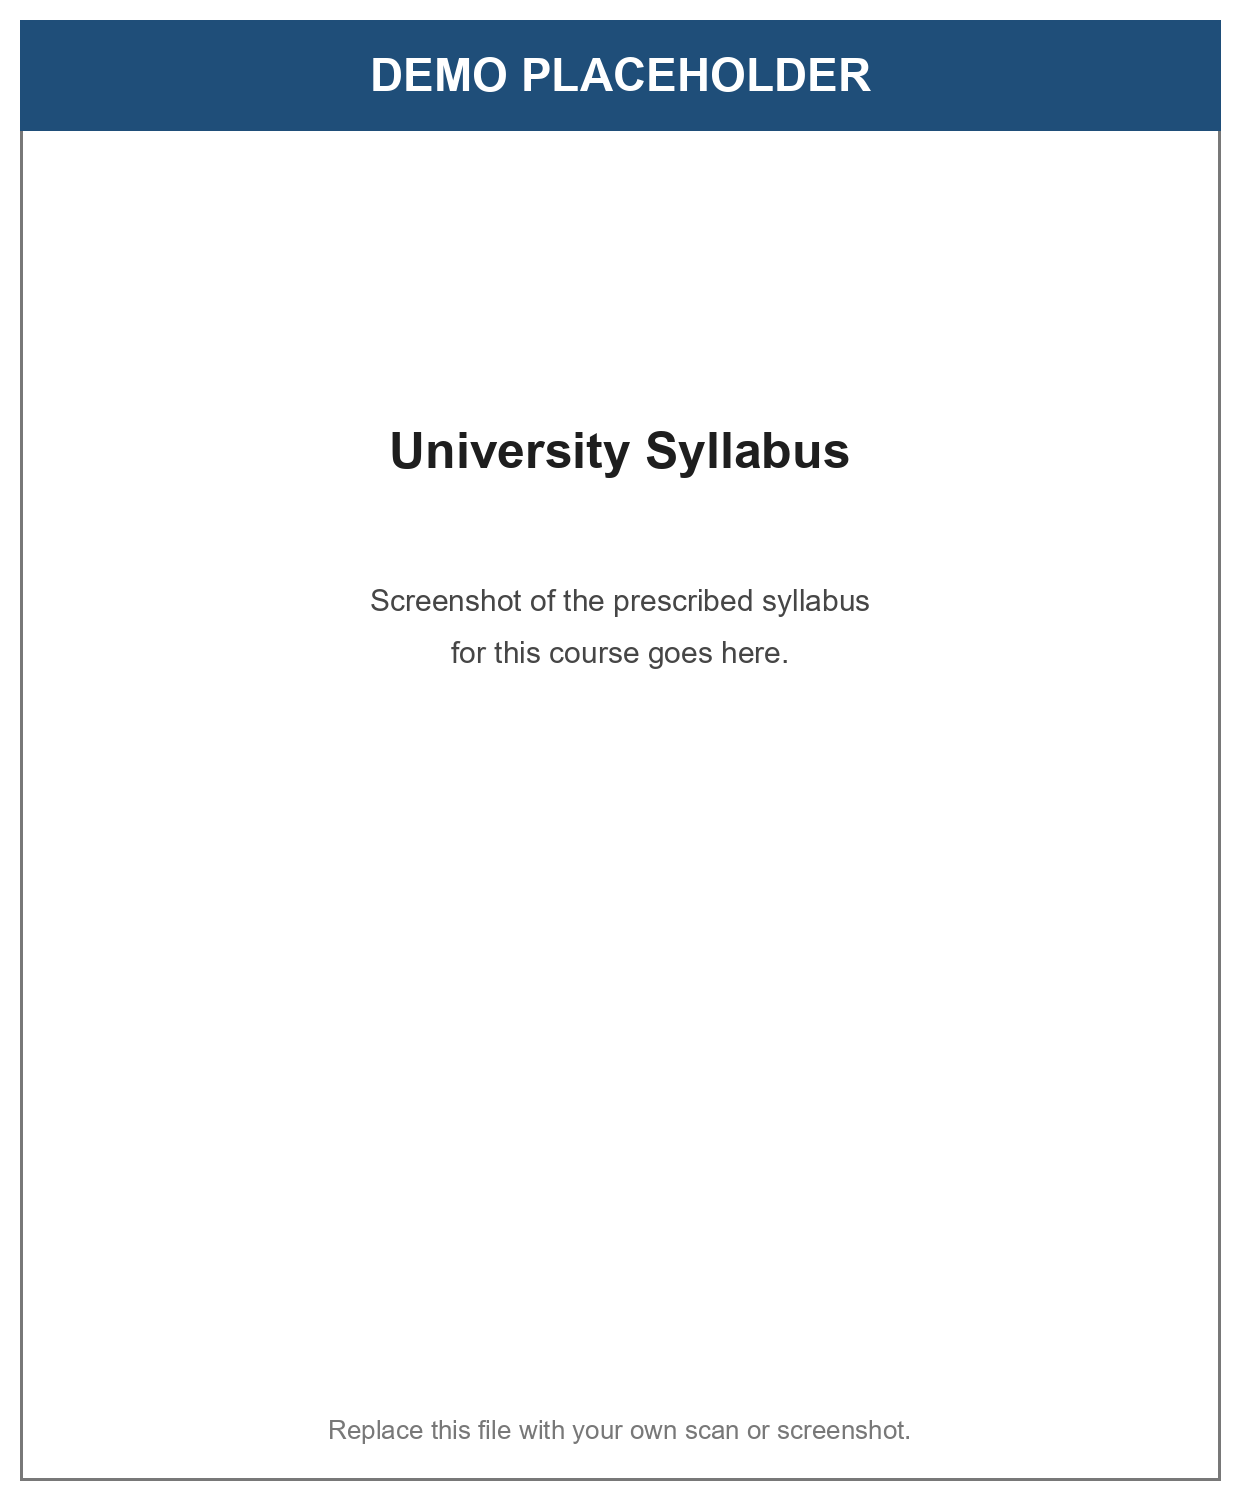 DEMO PLACEHOLDER
University Syllabus
Screenshot of the prescribed syllabus
for this course goes here.
Replace this file with your own scan or screenshot.